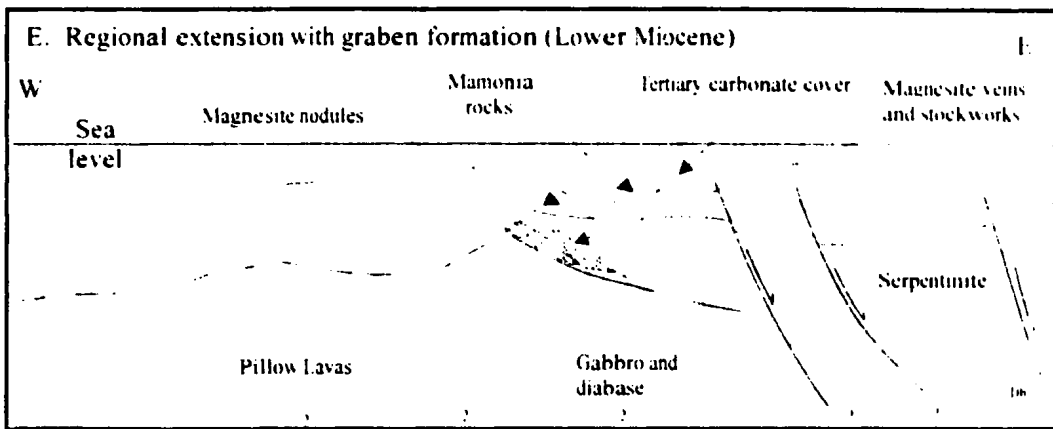 E. Regional extension with graben formation (Lower Miocene)
W
Magnesite nodules
Mamonia
rocks
Tertiary carbonate cover
Magnesite veins
and stockworks
Sea
level
Serpentinite
Pillow Lavas
Gabbro and
diabase
? ? ?